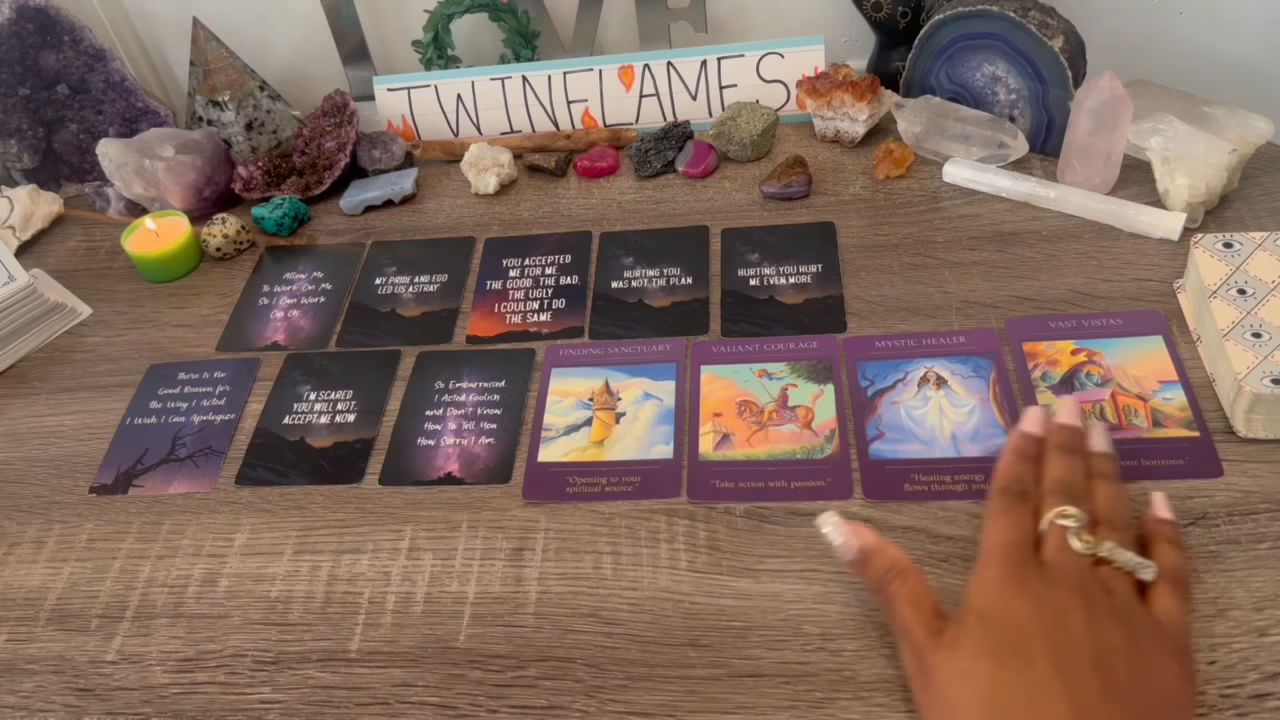 LOVE
TWINFLAMES
Allow Me
To Work On Me,
So I Can Work
On Us.
MY PRIDE AND EGO
LED US ASTRAY
YOU ACCEPTED
ME FOR ME.
THE GOOD, THE BAD,
THE UGLY
I COULDN'T DO
THE SAME
HURTING YOU
WAS NOT THE PLAN
HURTING YOU HURT
ME EVEN MORE
There Is No
Good Reason for
the Way I Acted
I Wish I Can Apologize
I'M SCARED
YOU WILL NOT
ACCEPT ME NOW
So Embarrassed.
I Acted Foolish
and Don't Know
How to Tell You
How Sorry I Am.
FINDING SANCTUARY
"Opening to your
spiritual source."
VALIANT COURAGE
"Take action with passion."
MYSTIC HEALER
"Healing energy
flows through you
VAST VISTAS
your horizons."